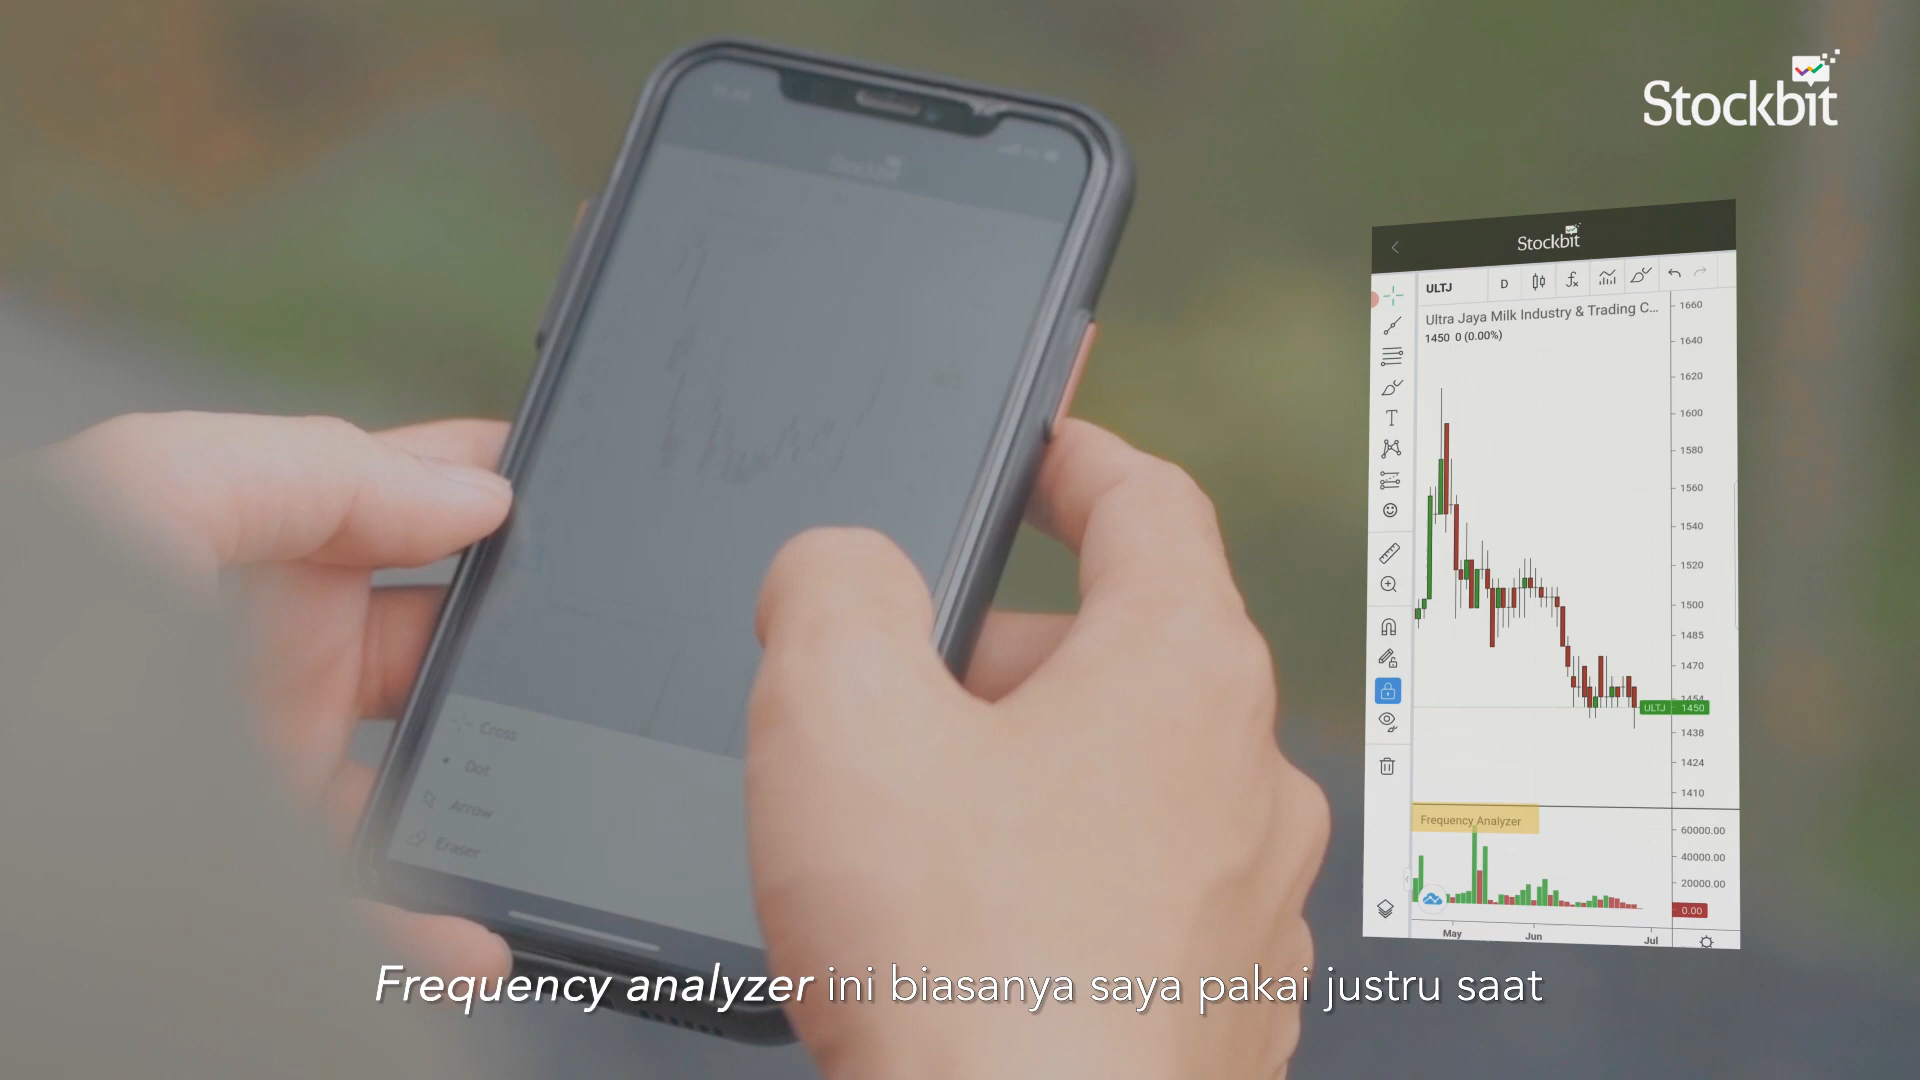 Stockbit
Stockbit
Stockbit
ULTJ
D
Ultra Jaya Milk Industry & Trading C...
1450 0 (0.00%)
1660
1640
1620
1600
1580
1560
1540
1520
1500
1485
1470
1454
ULTJ 1450
1438
1424
1410
Frequency Analyzer
60000.00
40000.00
20000.00
0.00
May Jun Jul
Cross
Dot
Arrow
Eraser
Frequency analyzer ini biasanya saya pakai justru saat